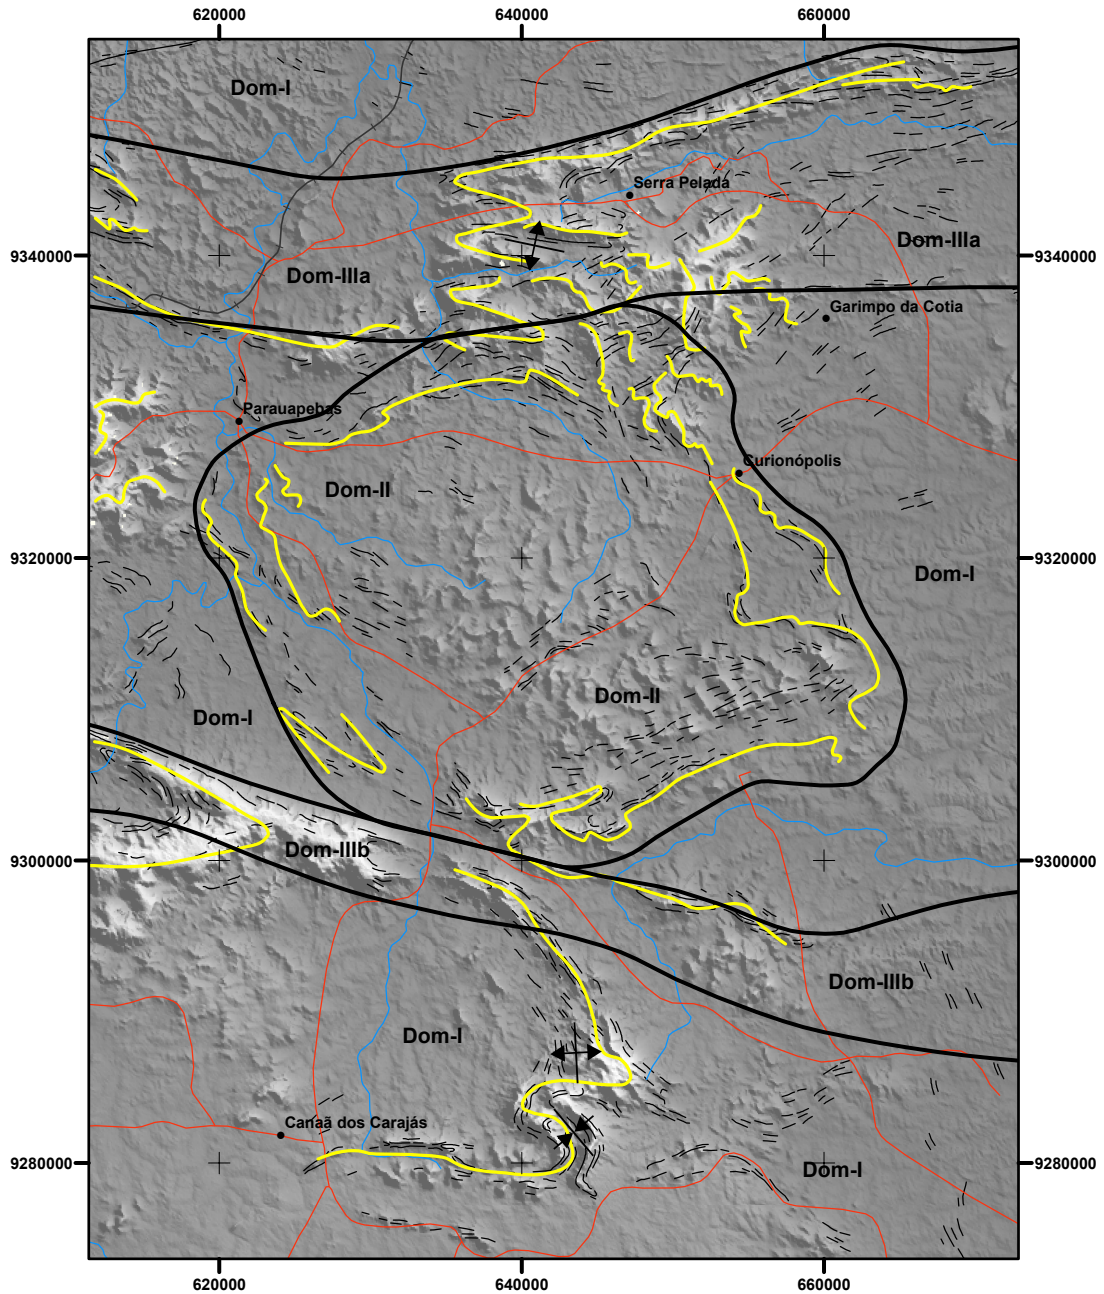 620000 640000 660000
Dom-I
Serra Pelada
Dom-IIIa
9340000 9340000
Dom-IIIa
Garimpo da Cotia
Parauapebas
Curionópolis
Dom-II
9320000 9320000
Dom-I
Dom-II
Dom-I
Dom-IIIb
9300000 9300000
Dom-IIIb
Dom-I
Canaã dos Carajás
9280000 9280000
Dom-I
620000 640000 660000